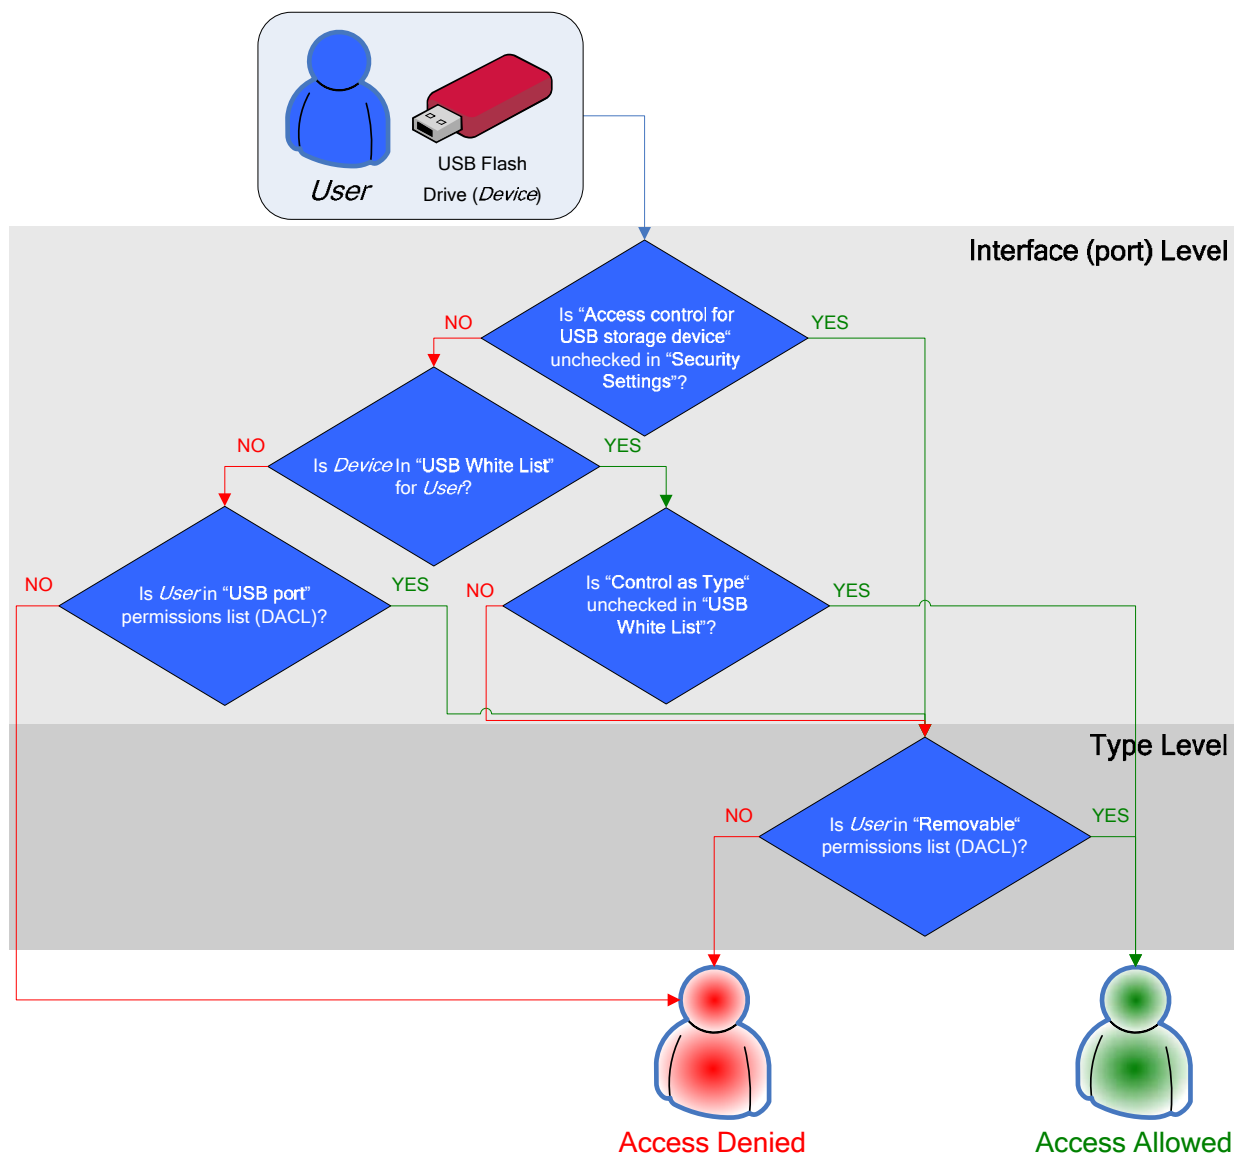 User
USB Flash
Drive (Device)
Interface (port) Level
Is “Access control for
USB storage device“
unchecked in “Security
Settings”?
NO
YES
Is Device In “USB White List”
for User?
NO
YES
Is User in “USB port”
permissions list (DACL)?
NO
YES
Is “Control as Type“
unchecked in “USB
White List”?
NO
YES
Type Level
Is User in “Removable“
permissions list (DACL)?
NO
YES
Access Denied
Access Allowed